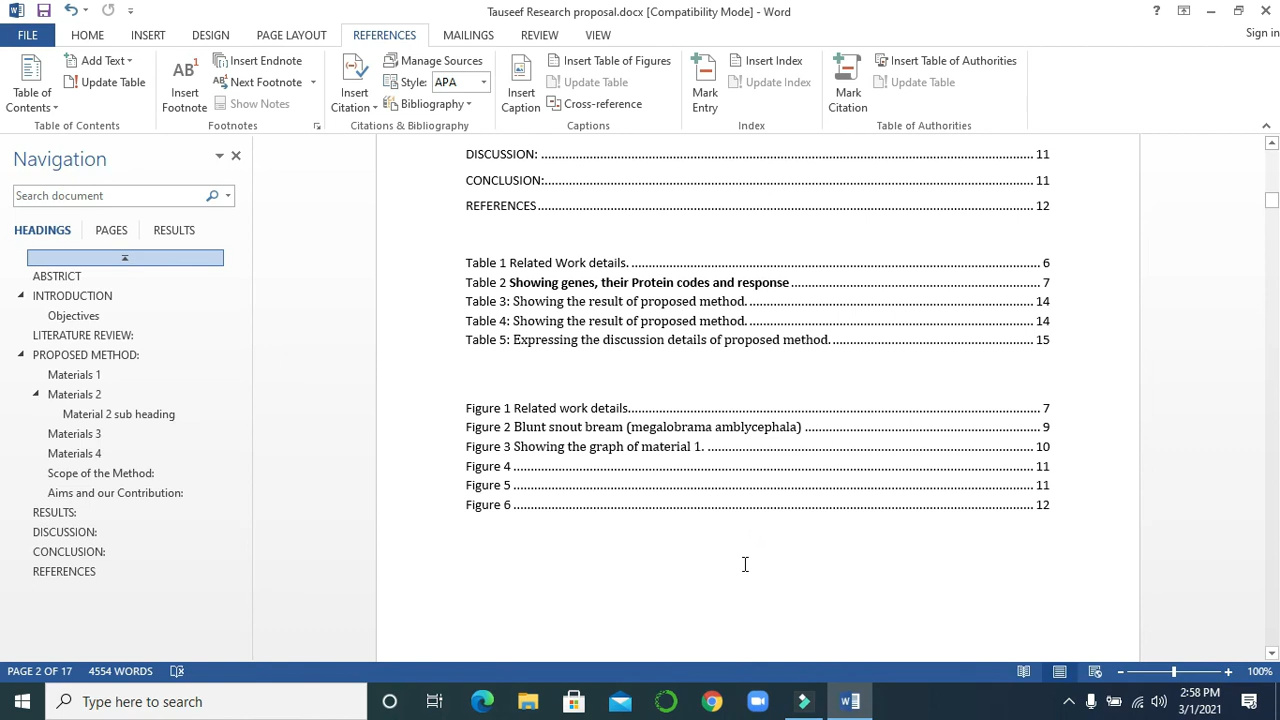 Tauseef Research proposal.docx [Compatibility Mode] - Word
?
Sign in
FILE HOME INSERT DESIGN PAGE LAYOUT REFERENCES MAILINGS REVIEW VIEW
Table of Contents
Add Text
Update Table
Table of Contents
AB1
Insert Footnote
Insert Endnote
Next Footnote
Show Notes
Footnotes
Insert Citation
Manage Sources
Style: APA
Bibliography
Citations & Bibliography
Insert Caption
Insert Table of Figures
Update Table
Cross-reference
Captions
Mark Entry
Insert Index
Update Index
Index
Mark Citation
Insert Table of Authorities
Update Table
Table of Authorities
Navigation
Search document
HEADINGS PAGES RESULTS
ABSTRICT
INTRODUCTION
Objectives
LITERATURE REVIEW:
PROPOSED METHOD:
Materials 1
Materials 2
Material 2 sub heading
Materials 3
Materials 4
Scope of the Method:
Aims and our Contribution:
RESULTS:
DISCUSSION:
CONCLUSION:
REFERENCES
DISCUSSION: 11
CONCLUSION: 11
REFERENCES 12
Table 1 Related Work details. 6
Table 2 Showing genes, their Protein codes and response 7
Table 3: Showing the result of proposed method. 14
Table 4: Showing the result of proposed method. 14
Table 5: Expressing the discussion details of proposed method. 15
Figure 1 Related work details. 7
Figure 2 Blunt snout bream (megalobrama amblycephala) 9
Figure 3 Showing the graph of material 1. 10
Figure 4 11
Figure 5 11
Figure 6 12
PAGE 2 OF 17 4554 WORDS
100%
Type here to search
2:58 PM
3/1/2021